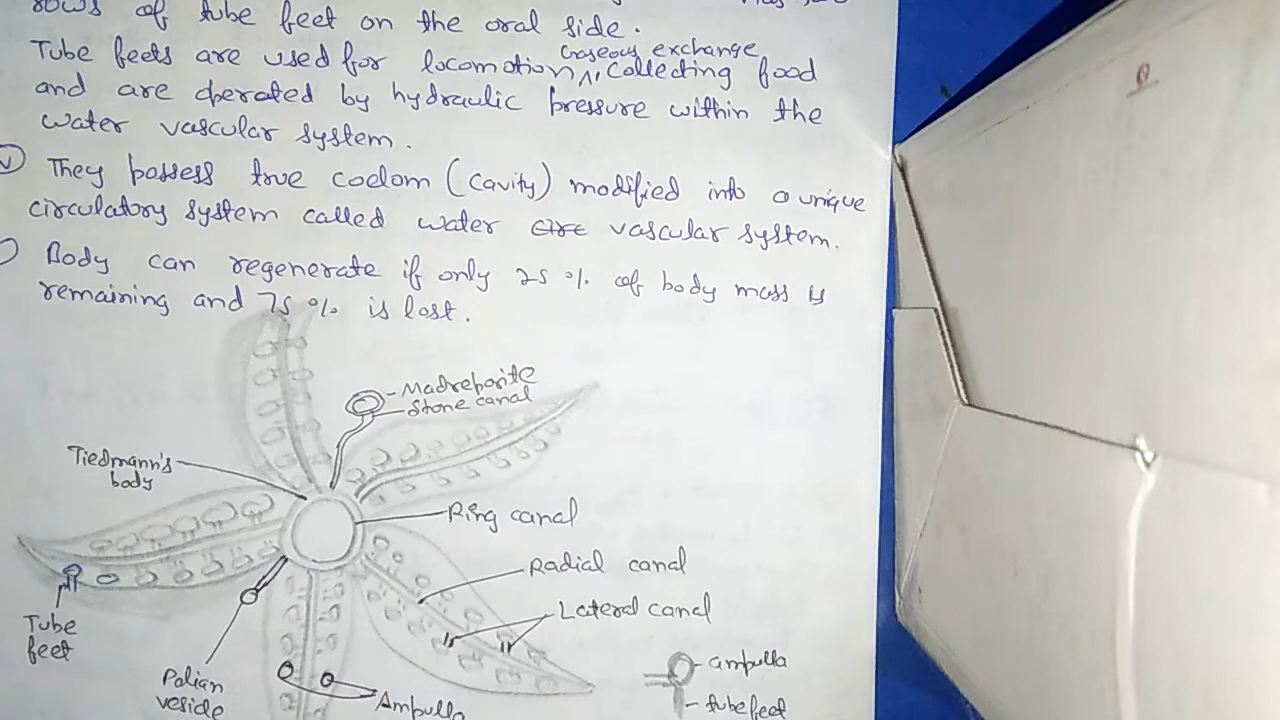 rows of tube feet on the oral side.
Gaseous exchange
Tube feets are used for locomotion, collecting food
and are operated by hydraulic pressure within the
water vascular system.
v) They possess true coelom (cavity) modified into a unique
circulatory system called water vascular system.
Body can regenerate if only 25 % of body mass is
remaining and 75 % is lost.
Madreporite
Stone canal
Tiedmann's
body
Ring canal
Radial canal
Lateral canal
Tube
feet
Polian
veside
Ampulla
ampulla
tube feet